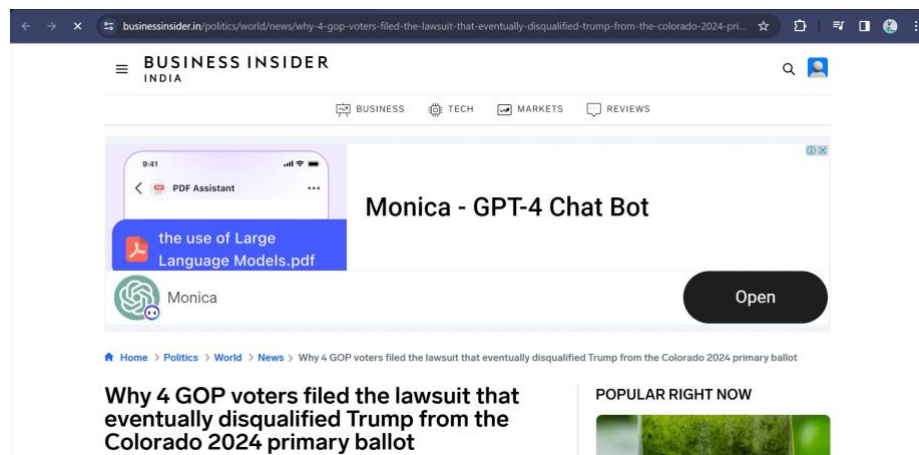 businessinsider.in/politics/world/news/why-4-gop-voters-filed-the-lawsuit-that-eventually-disqualified-trump-from-the-colorado-2024-pri...
BUSINESS INSIDER
INDIA
BUSINESS TECH MARKETS REVIEWS
9:41
PDF Assistant
the use of Large
Language Models.pdf
Monica - GPT-4 Chat Bot
Monica
Open
Home > Politics > World > News > Why 4 GOP voters filed the lawsuit that eventually disqualified Trump from the Colorado 2024 primary ballot
Why 4 GOP voters filed the lawsuit that
eventually disqualified Trump from the
Colorado 2024 primary ballot
POPULAR RIGHT NOW